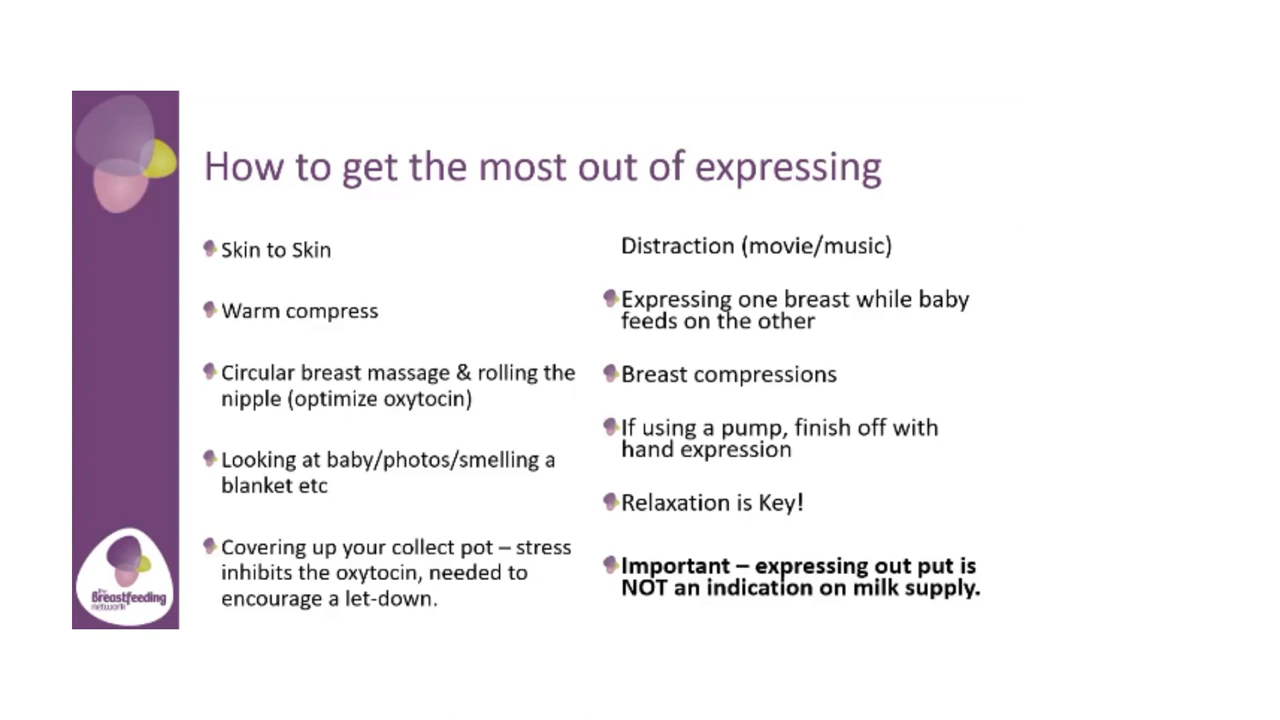 How to get the most out of expressing
Skin to Skin
Warm compress
Circular breast massage & rolling the
nipple (optimize oxytocin)
Looking at baby/photos/smelling a
blanket etc
Covering up your collect pot – stress
inhibits the oxytocin, needed to
encourage a let-down.
Distraction (movie/music)
Expressing one breast while baby
feeds on the other
Breast compressions
If using a pump, finish off with
hand expression
Relaxation is Key!
Important – expressing out put is
NOT an indication on milk supply.
the
Breastfeeding
network